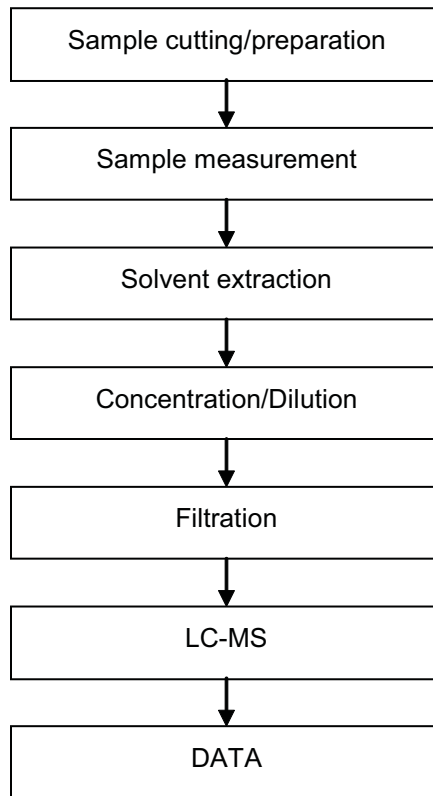 Sample cutting/preparation
Sample measurement
Solvent extraction
Concentration/Dilution
Filtration
LC-MS
DATA